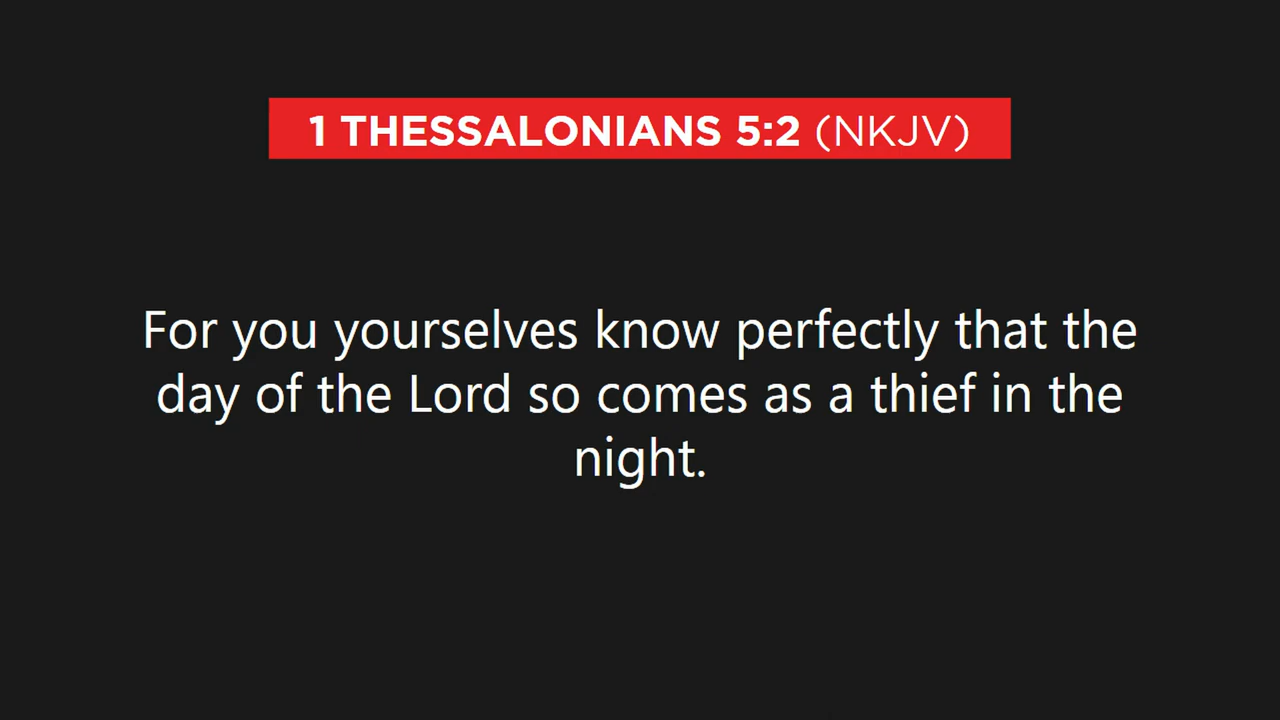 1 THESSALONIANS 5:2 (NKJV)
For you yourselves know perfectly that the
day of the Lord so comes as a thief in the
night.